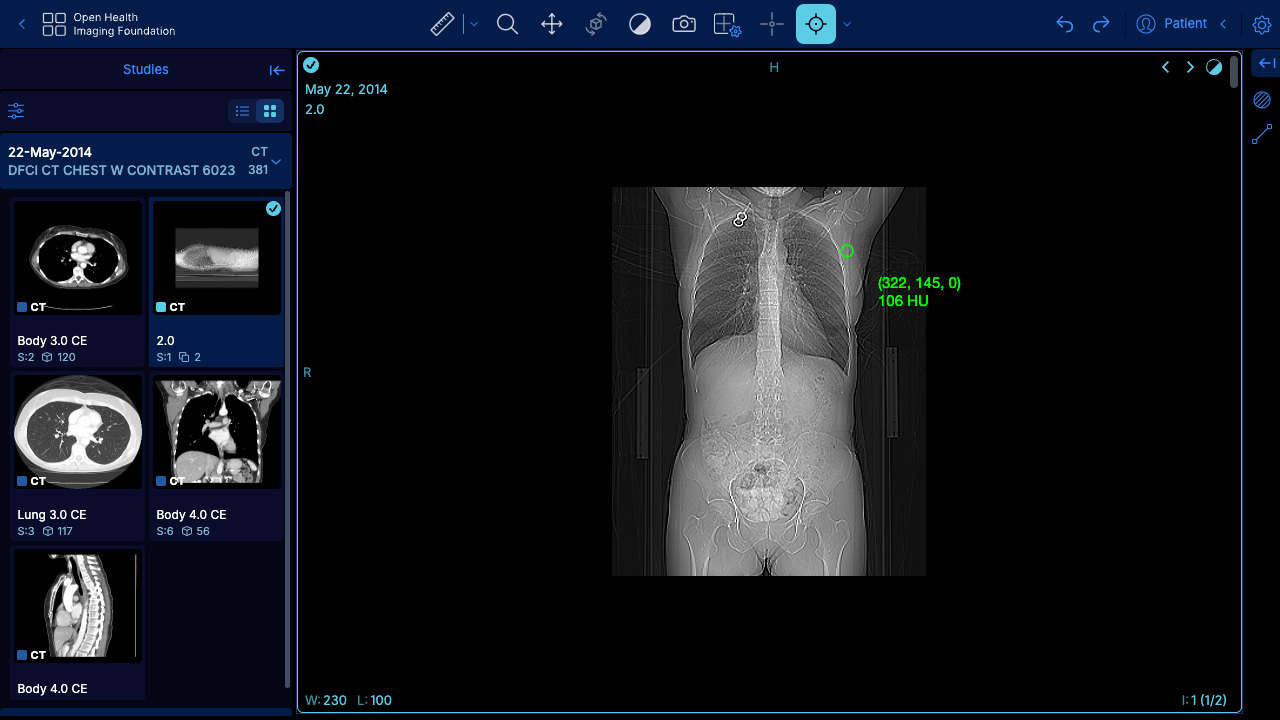 Open Health
Imaging Foundation
Patient
Studies
22-May-2014
CT
DFCI CT CHEST W CONTRAST 6023
381
CT
Body 3.0 CE
S:2 120
CT
2.0
S:1 2
CT
Lung 3.0 CE
S:3 117
CT
Body 4.0 CE
S:6 56
CT
Body 4.0 CE
May 22, 2014
2.0
H
R
(322, 145, 0)
106 HU
W: 230 L: 100
I: 1 (1/2)